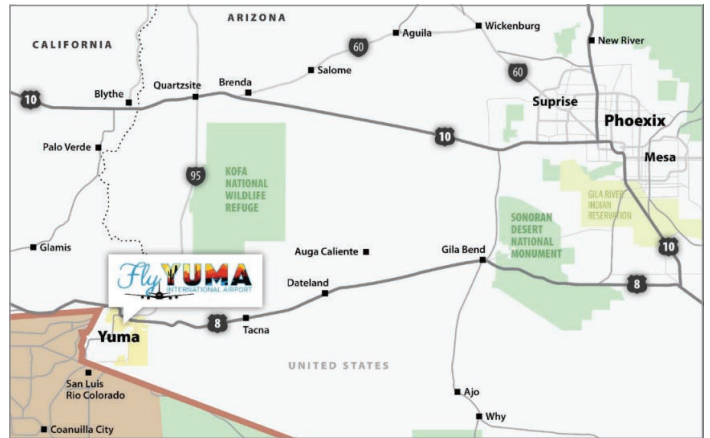 ARIZONA
CALIFORNIA
Wickenburg
Aguila
New River
60
Salome
60
Brenda
Quartzsite
Blythe
10
Suprise
Phoexix
10
Mesa
Palo Verde
95
KOFA
NATIONAL
WILDLIFE
REFUGE
GILA RIVER
INDIAN
RESERVATION
SONORAN
DESERT
NATIONAL
MONUMENT
10
Glamis
Auga Caliente
Gila Bend
FlyYUMA
INTERNATIONAL AIRPORT
Dateland
8
8
Tacna
Yuma
UNITED STATES
San Luis
Rio Colorado
Ajo
Why
Coanuilla City